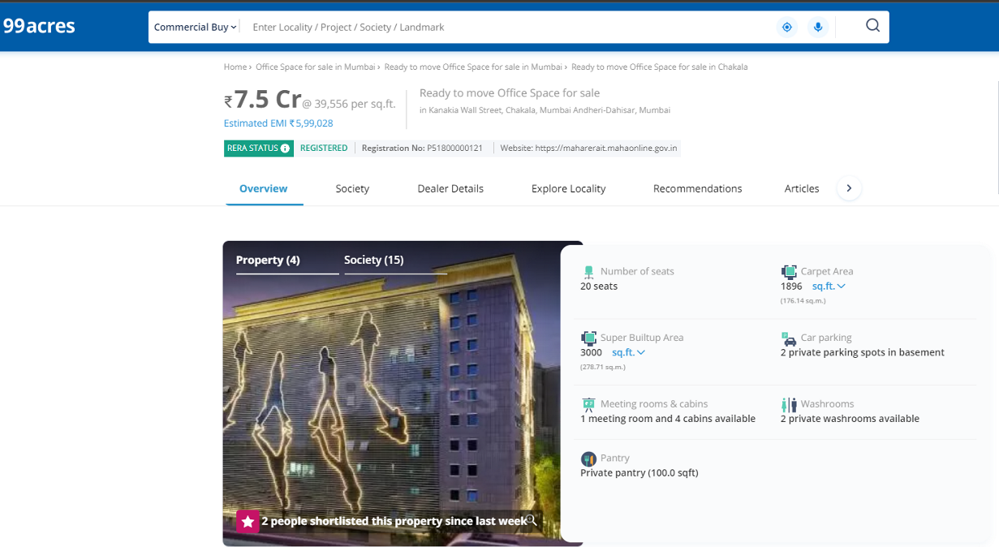 99acres
Commercial Buy
Enter Locality / Project / Society / Landmark
Home › Office Space for sale in Mumbai › Ready to move Office Space for sale in Mumbai › Ready to move Office Space for sale in Chakala
₹7.5 Cr @ 39,556 per sq.ft.
Estimated EMI ₹5,99,028
Ready to move Office Space for sale
in Kanakia Wall Street, Chakala, Mumbai Andheri-Dahisar, Mumbai
RERA STATUS REGISTERED Registration No: P51800000121 Website: https://maharerait.mahaonline.gov.in
Overview Society Dealer Details Explore Locality Recommendations Articles
Property (4) Society (15)
2 people shortlisted this property since last week
Number of seats
20 seats
Carpet Area
1896 sq.ft.
(176.14 sq.m.)
Super Builtup Area
3000 sq.ft.
(278.71 sq.m.)
Car parking
2 private parking spots in basement
Meeting rooms & cabins
1 meeting room and 4 cabins available
Washrooms
2 private washrooms available
Pantry
Private pantry (100.0 sqft)